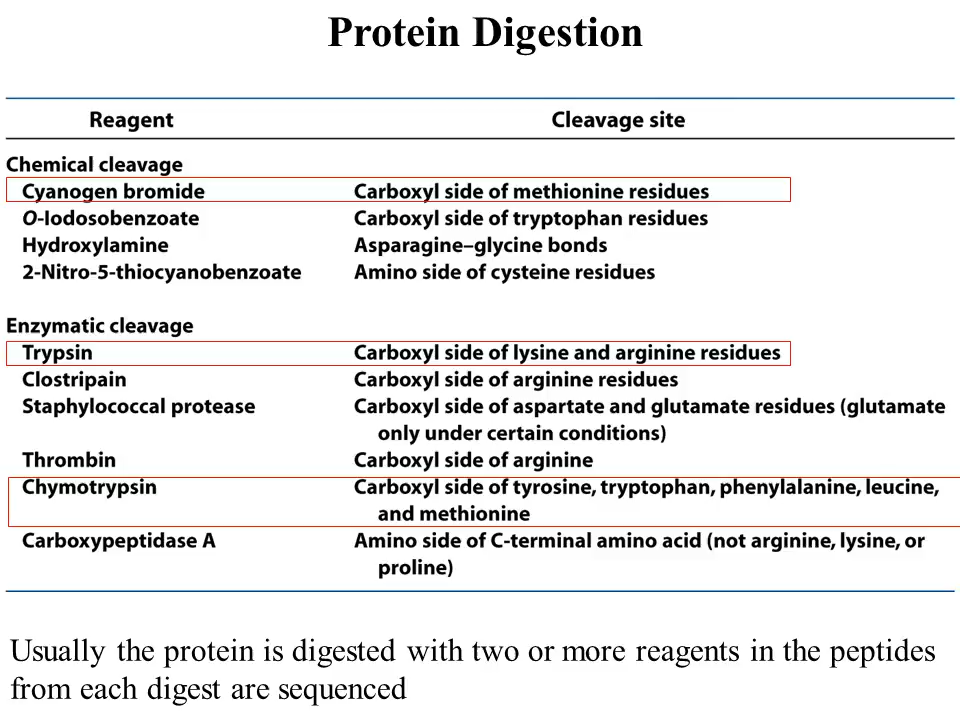 Protein Digestion
Reagent Cleavage site
Chemical cleavage
Cyanogen bromide Carboxyl side of methionine residues
O-Iodosobenzoate Carboxyl side of tryptophan residues
Hydroxylamine Asparagine–glycine bonds
2-Nitro-5-thiocyanobenzoate Amino side of cysteine residues
Enzymatic cleavage
Trypsin Carboxyl side of lysine and arginine residues
Clostripain Carboxyl side of arginine residues
Staphylococcal protease Carboxyl side of aspartate and glutamate residues (glutamate
only under certain conditions)
Thrombin Carboxyl side of arginine
Chymotrypsin Carboxyl side of tyrosine, tryptophan, phenylalanine, leucine,
and methionine
Carboxypeptidase A Amino side of C-terminal amino acid (not arginine, lysine, or
proline)
Usually the protein is digested with two or more reagents in the peptides
from each digest are sequenced